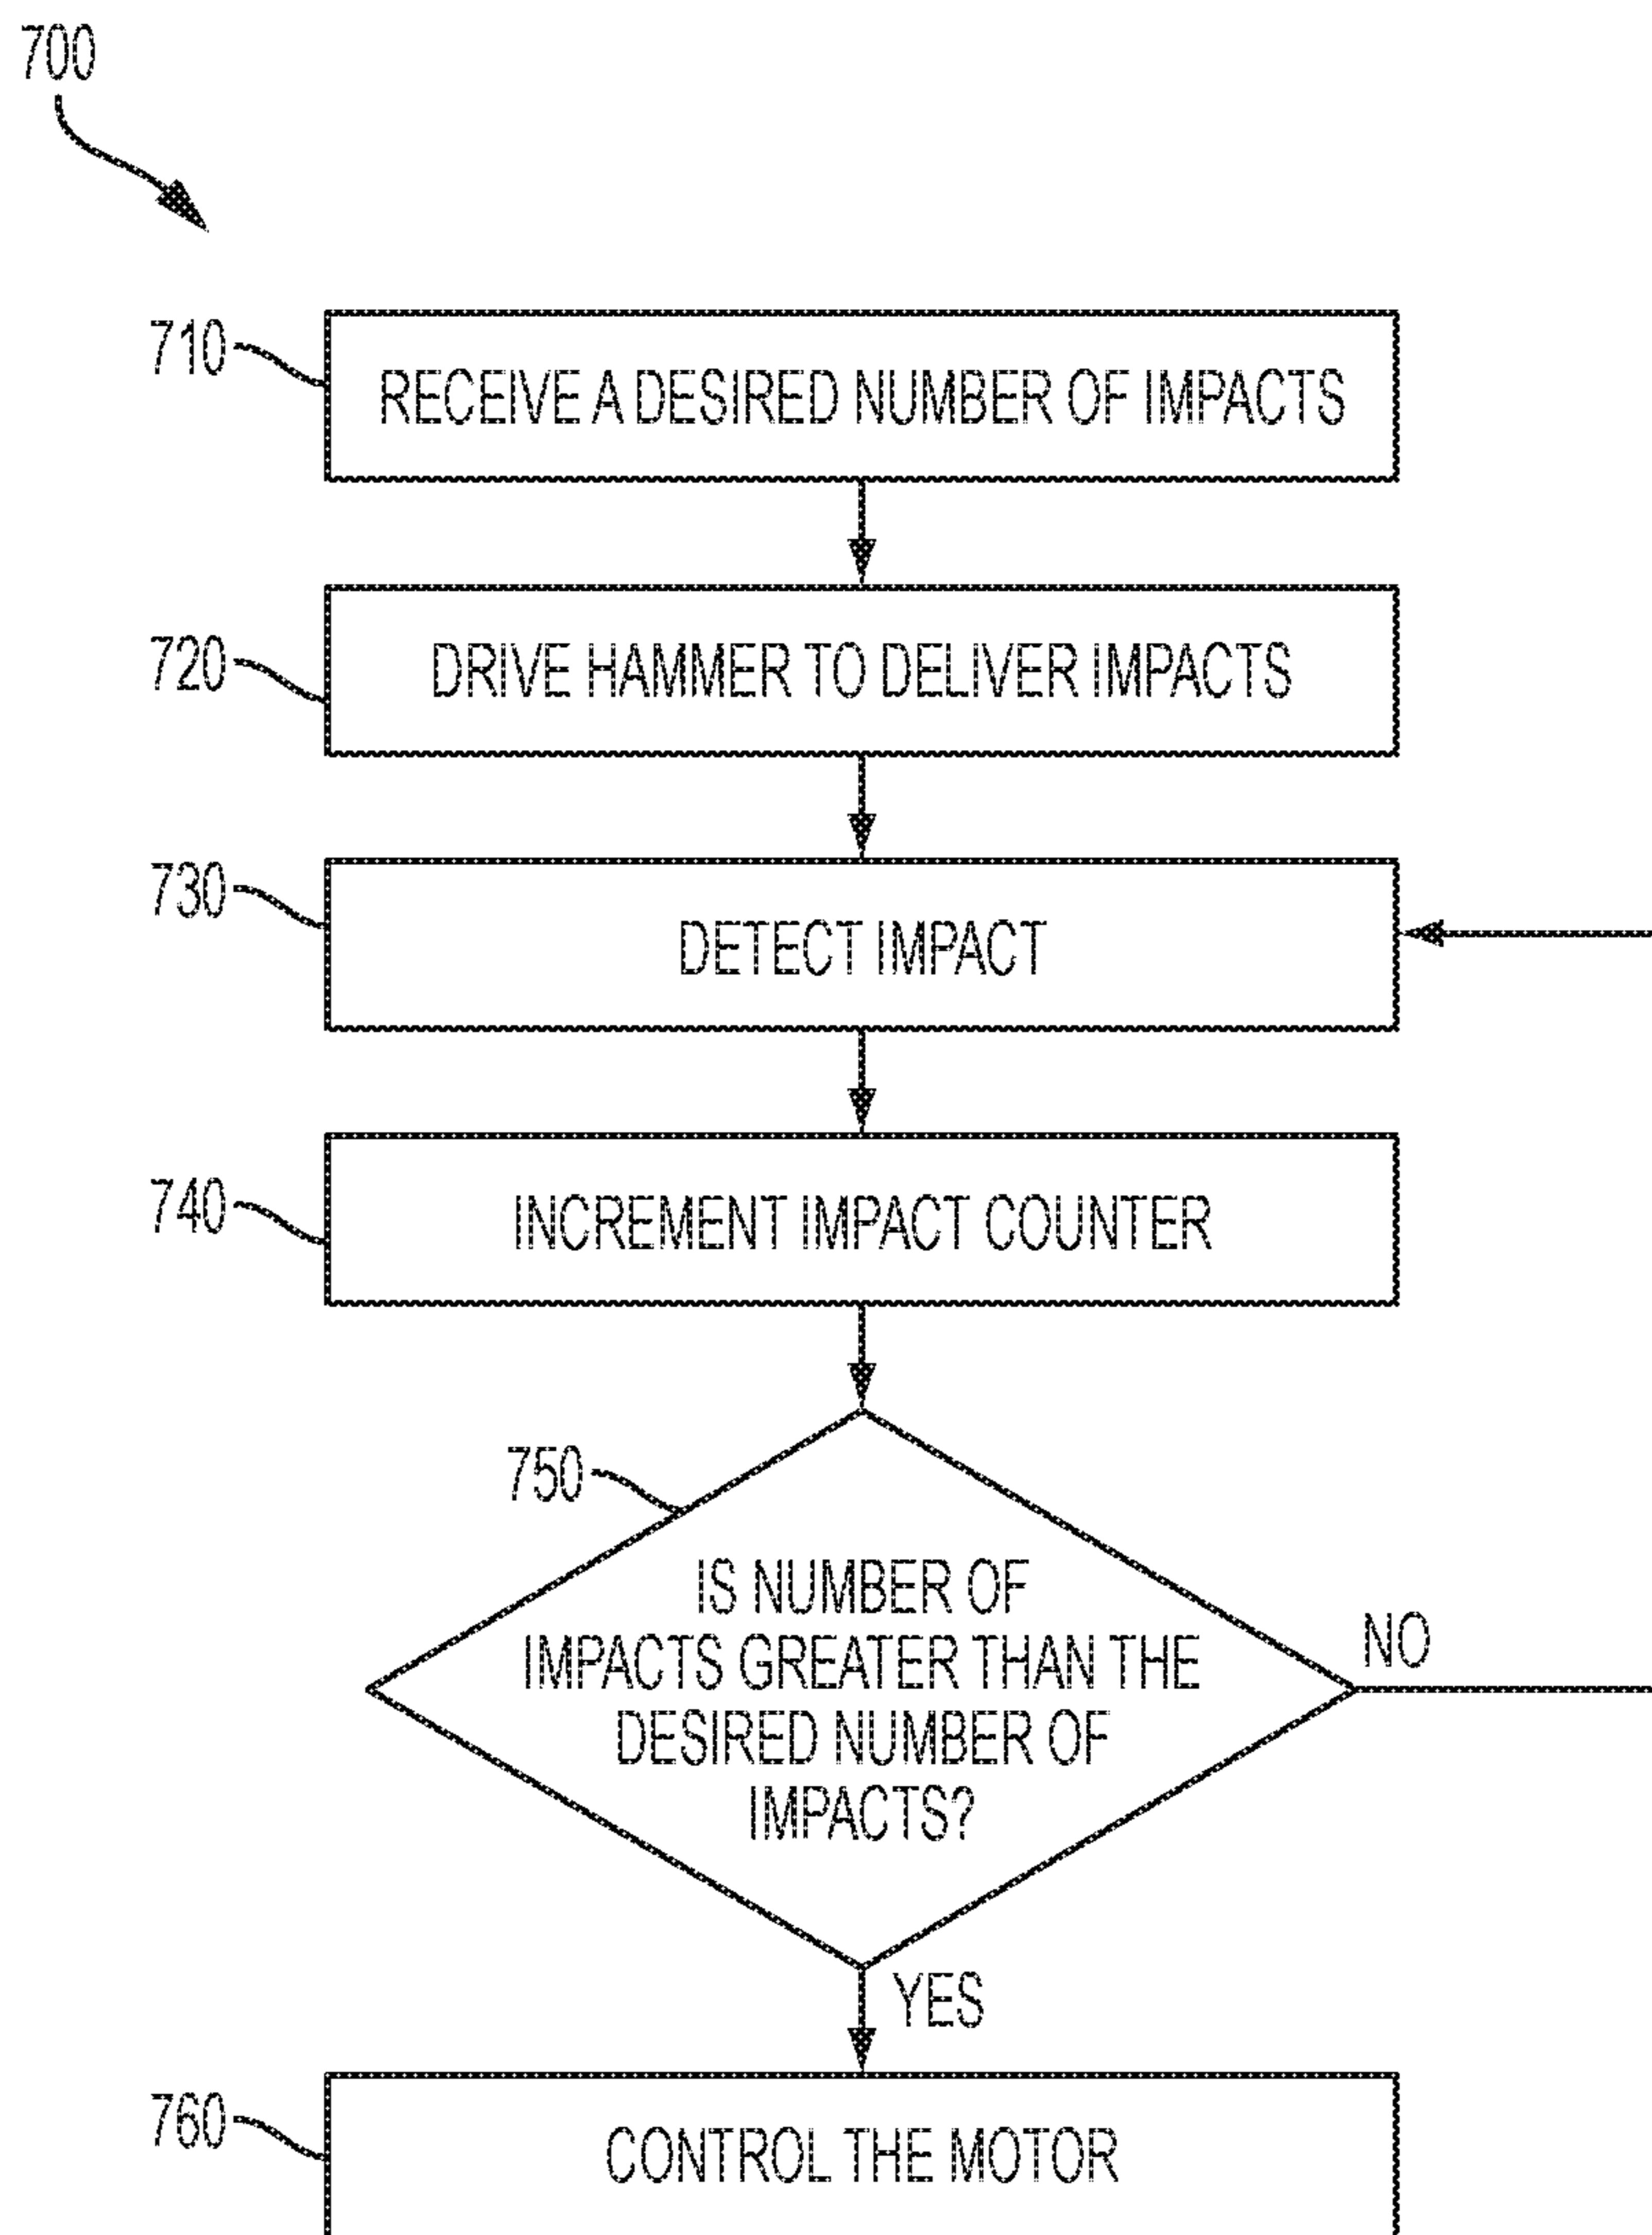 700
710
RECEIVE A DESIRED NUMBER OF IMPACTS
720
DRIVE HAMMER TO DELIVER IMPACTS
730
DETECT IMPACT
740
INCREMENT IMPACT COUNTER
750
IS NUMBER OF
IMPACTS GREATER THAN THE
DESIRED NUMBER OF
IMPACTS?
NO
YES
760
CONTROL THE MOTOR